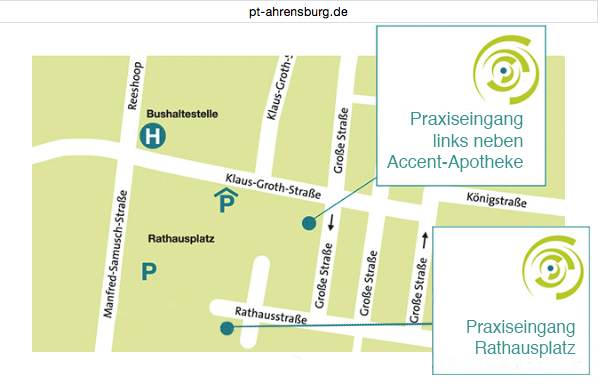 pt-ahrensburg.de
Praxiseingang
links neben
Accent-Apotheke
Reeshoop
Klaus-Groth-Straße
Große Straße
Bushaltestelle
H
Klaus-Groth-Straße
P
Königstraße
Manfred-Samusch-Straße
Rathausplatz
P
Große Straße
Große Straße
Große Straße
Rathausstraße
Praxiseingang
Rathausplatz